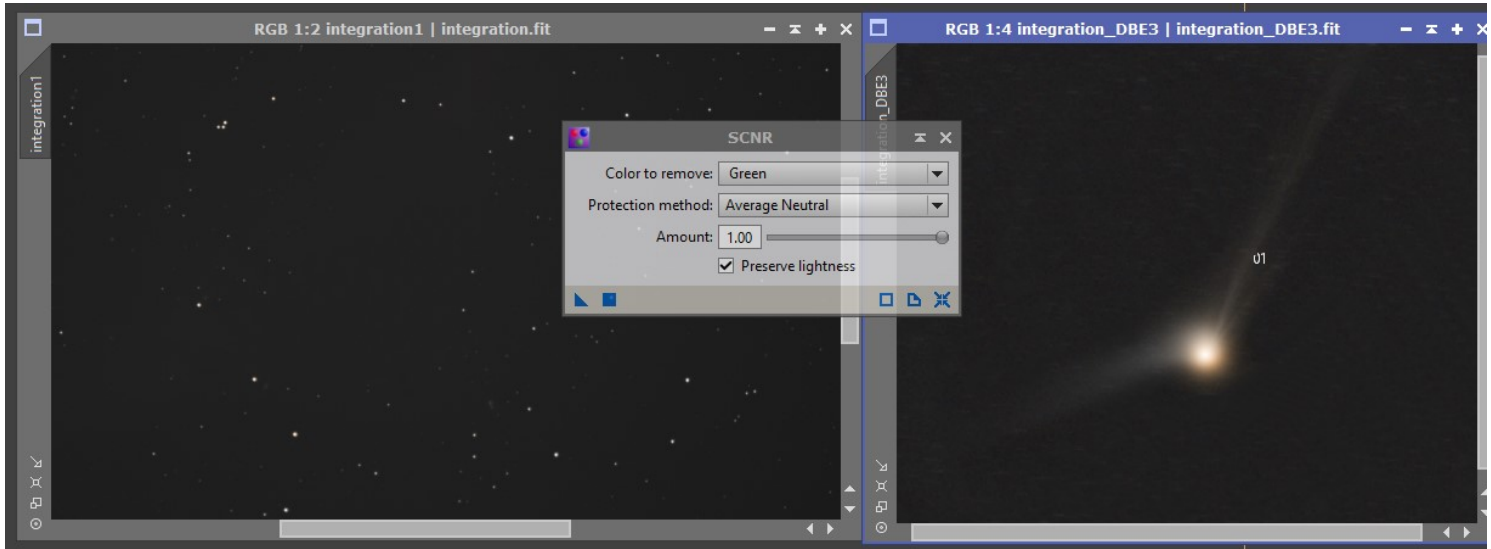 RGB 1:2 integration1 | integration.fit
RGB 1:4 integration_DBE3 | integration_DBE3.fit
integration1
integration_DBE3
SCNR
Color to remove: Green
Protection method: Average Neutral
Amount: 1.00
Preserve lightness